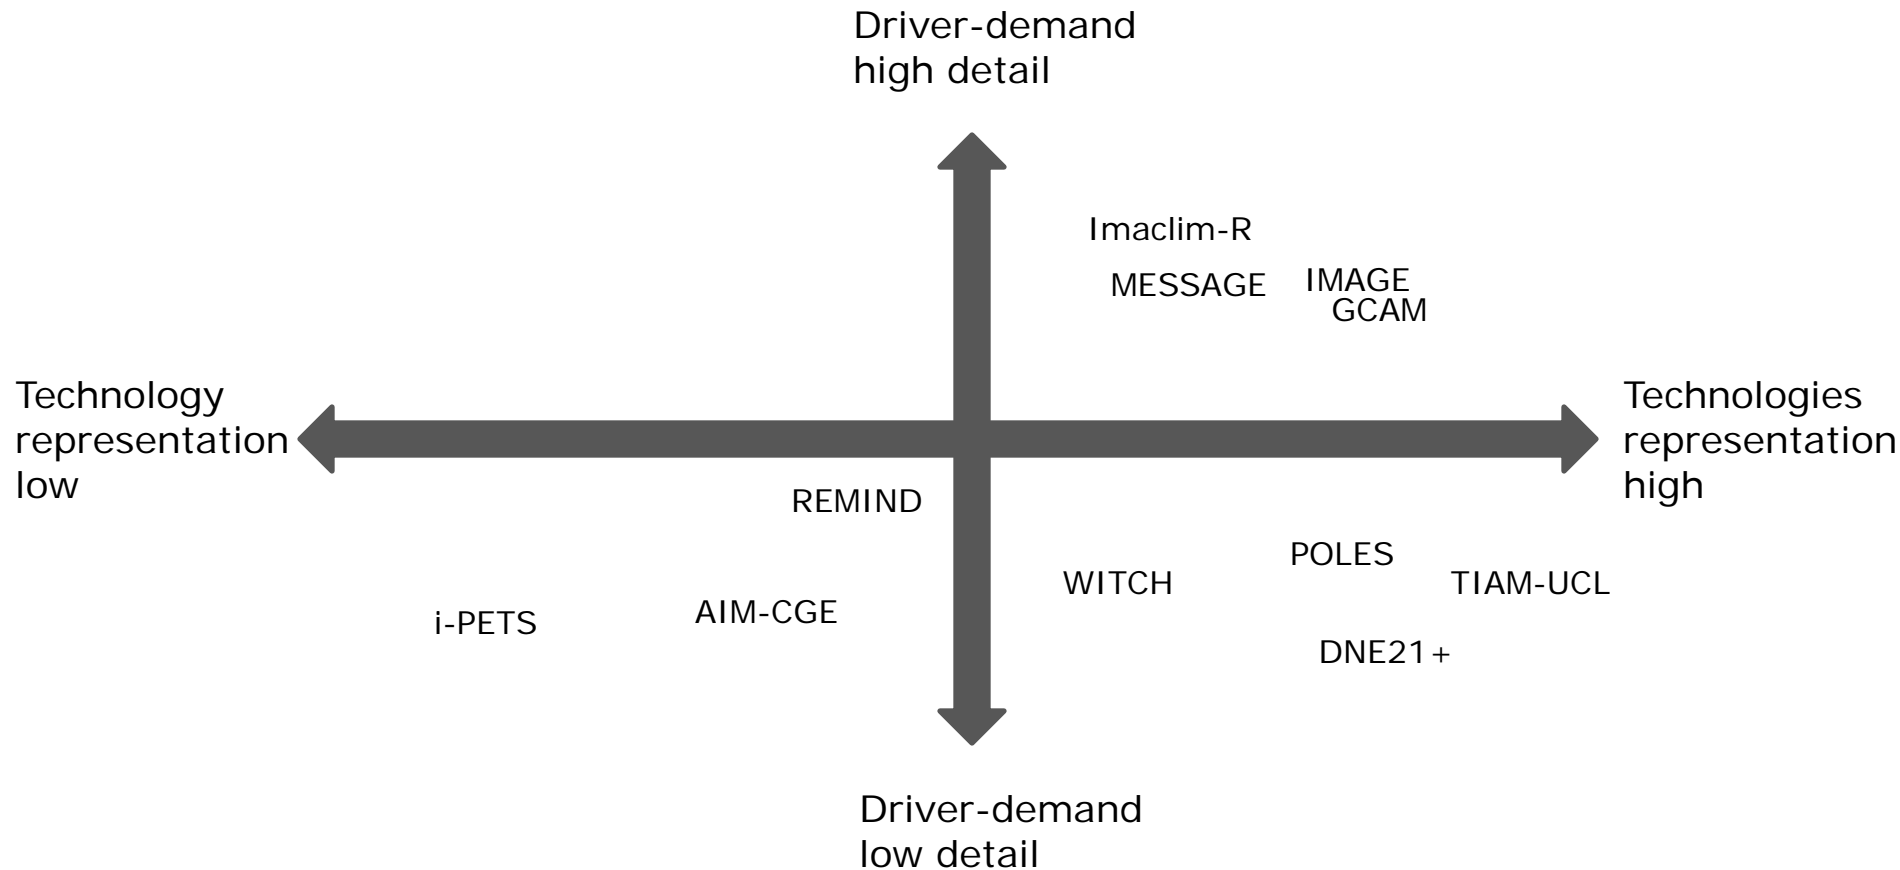 Driver-demand
high detail
Imaclim-R
MESSAGE
IMAGE
GCAM
Technology
representation
low
Technologies
representation
high
REMIND
POLES
WITCH
TIAM-UCL
i-PETS
AIM-CGE
DNE21+
Driver-demand
low detail